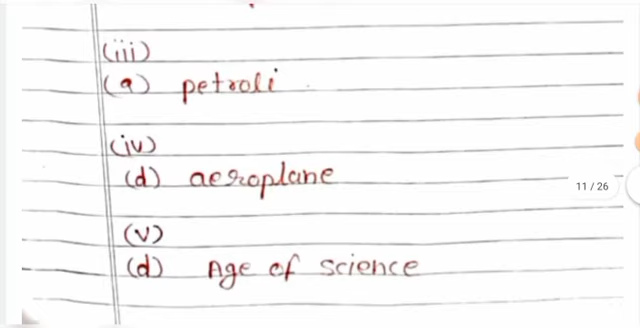 (iii)
(a) petroli
(iv)
(d) aeroplane
11 / 26
(v)
(d) Age of science